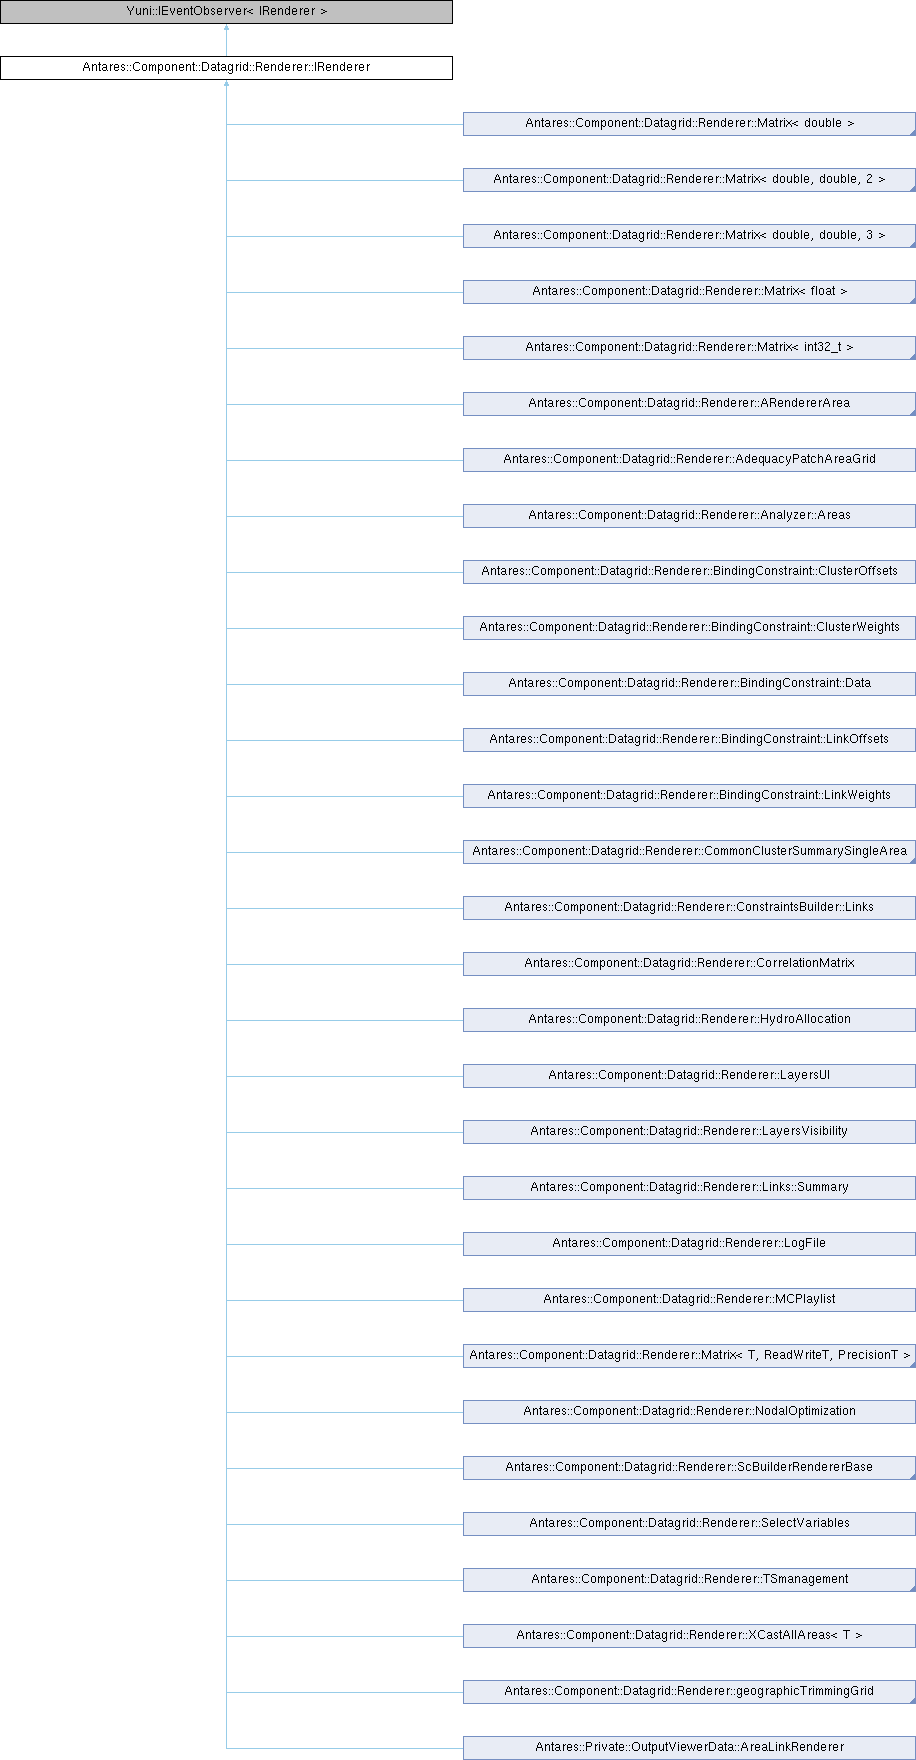 Yuni::IEventObserver< IRenderer >
Antares::Component::Datagrid::Renderer::IRenderer
Antares::Component::Datagrid::Renderer::Matrix< double >
Antares::Component::Datagrid::Renderer::Matrix< double, double, 2 >
Antares::Component::Datagrid::Renderer::Matrix< double, double, 3 >
Antares::Component::Datagrid::Renderer::Matrix< float >
Antares::Component::Datagrid::Renderer::Matrix< int32_t >
Antares::Component::Datagrid::Renderer::ARendererArea
Antares::Component::Datagrid::Renderer::AdequacyPatchAreaGrid
Antares::Component::Datagrid::Renderer::Analyzer::Areas
Antares::Component::Datagrid::Renderer::BindingConstraint::ClusterOffsets
Antares::Component::Datagrid::Renderer::BindingConstraint::ClusterWeights
Antares::Component::Datagrid::Renderer::BindingConstraint::Data
Antares::Component::Datagrid::Renderer::BindingConstraint::LinkOffsets
Antares::Component::Datagrid::Renderer::BindingConstraint::LinkWeights
Antares::Component::Datagrid::Renderer::CommonClusterSummarySingleArea
Antares::Component::Datagrid::Renderer::ConstraintsBuilder::Links
Antares::Component::Datagrid::Renderer::CorrelationMatrix
Antares::Component::Datagrid::Renderer::HydroAllocation
Antares::Component::Datagrid::Renderer::LayersUI
Antares::Component::Datagrid::Renderer::LayersVisibility
Antares::Component::Datagrid::Renderer::Links::Summary
Antares::Component::Datagrid::Renderer::LogFile
Antares::Component::Datagrid::Renderer::MCPlaylist
Antares::Component::Datagrid::Renderer::Matrix< T, ReadWriteT, PrecisionT >
Antares::Component::Datagrid::Renderer::NodalOptimization
Antares::Component::Datagrid::Renderer::ScBuilderRendererBase
Antares::Component::Datagrid::Renderer::SelectVariables
Antares::Component::Datagrid::Renderer::TSmanagement
Antares::Component::Datagrid::Renderer::XCastAllAreas< T >
Antares::Component::Datagrid::Renderer::geographicTrimmingGrid
Antares::Private::OutputViewerData::AreaLinkRenderer